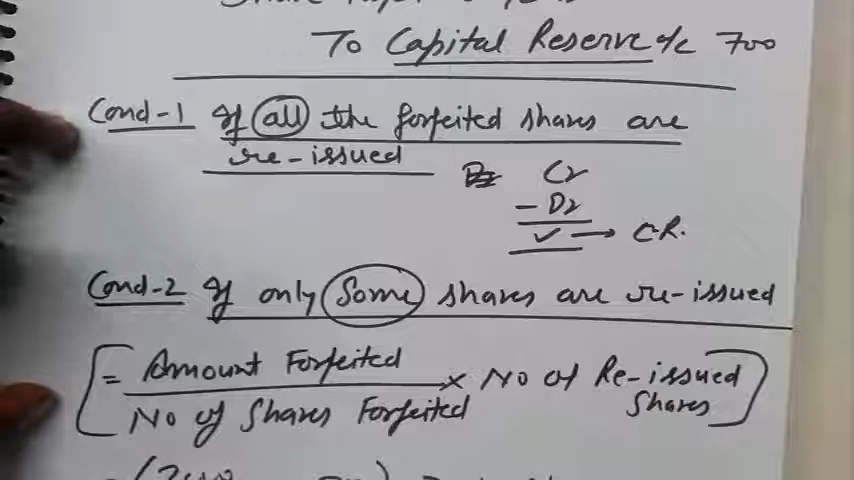 To Capital Reserve a/c 700
Cond-1 If all the forfeited shares are
re-issued
Cr
- Dr
✓ → C.R.
Cond-2 If only Some shares are re-issued
[= Amount Forfeited / No of Shares Forfeited × No of Re-issued Shares]